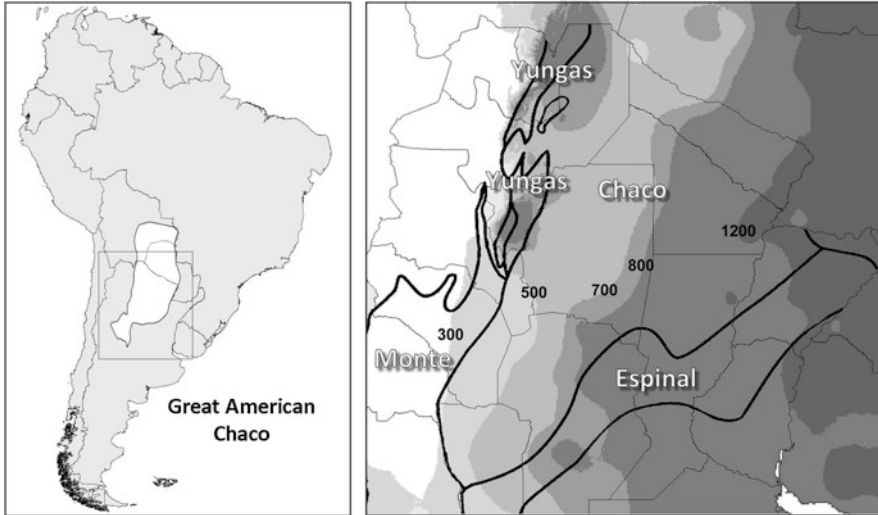 Great American
Chaco
Yungas
Yungas
Chaco
1200
800
700
500
300
Monte
Espinal